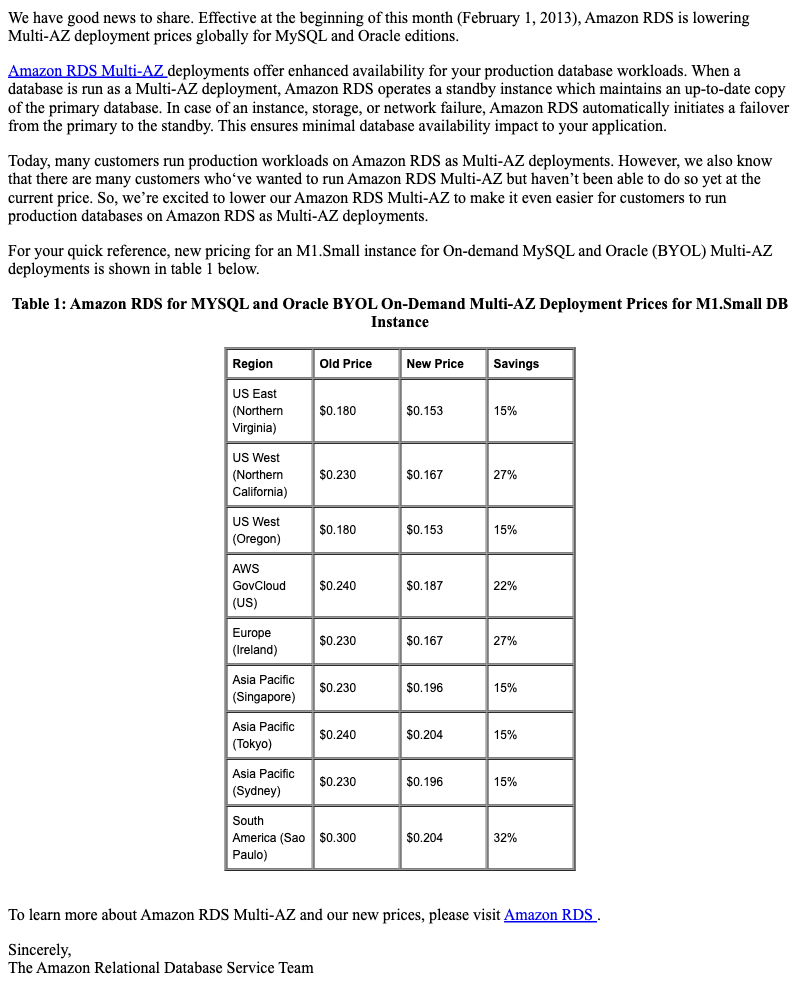 We have good news to share. Effective at the beginning of this month (February 1, 2013), Amazon RDS is lowering
Multi-AZ deployment prices globally for MySQL and Oracle editions.
Amazon RDS Multi-AZ deployments offer enhanced availability for your production database workloads. When a
database is run as a Multi-AZ deployment, Amazon RDS operates a standby instance which maintains an up-to-date copy
of the primary database. In case of an instance, storage, or network failure, Amazon RDS automatically initiates a failover
from the primary to the standby. This ensures minimal database availability impact to your application.
Today, many customers run production workloads on Amazon RDS as Multi-AZ deployments. However, we also know
that there are many customers who‘ve wanted to run Amazon RDS Multi-AZ but haven’t been able to do so yet at the
current price. So, we’re excited to lower our Amazon RDS Multi-AZ to make it even easier for customers to run
production databases on Amazon RDS as Multi-AZ deployments.
For your quick reference, new pricing for an M1.Small instance for On-demand MySQL and Oracle (BYOL) Multi-AZ
deployments is shown in table 1 below.
Table 1: Amazon RDS for MYSQL and Oracle BYOL On-Demand Multi-AZ Deployment Prices for M1.Small DB
Instance
Region Old Price New Price Savings
US East
(Northern
Virginia) $0.180 $0.153 15%
US West
(Northern
California) $0.230 $0.167 27%
US West
(Oregon) $0.180 $0.153 15%
AWS
GovCloud
(US) $0.240 $0.187 22%
Europe
(Ireland) $0.230 $0.167 27%
Asia Pacific
(Singapore) $0.230 $0.196 15%
Asia Pacific
(Tokyo) $0.240 $0.204 15%
Asia Pacific
(Sydney) $0.230 $0.196 15%
South
America (Sao
Paulo) $0.300 $0.204 32%
To learn more about Amazon RDS Multi-AZ and our new prices, please visit Amazon RDS .
Sincerely,
The Amazon Relational Database Service Team